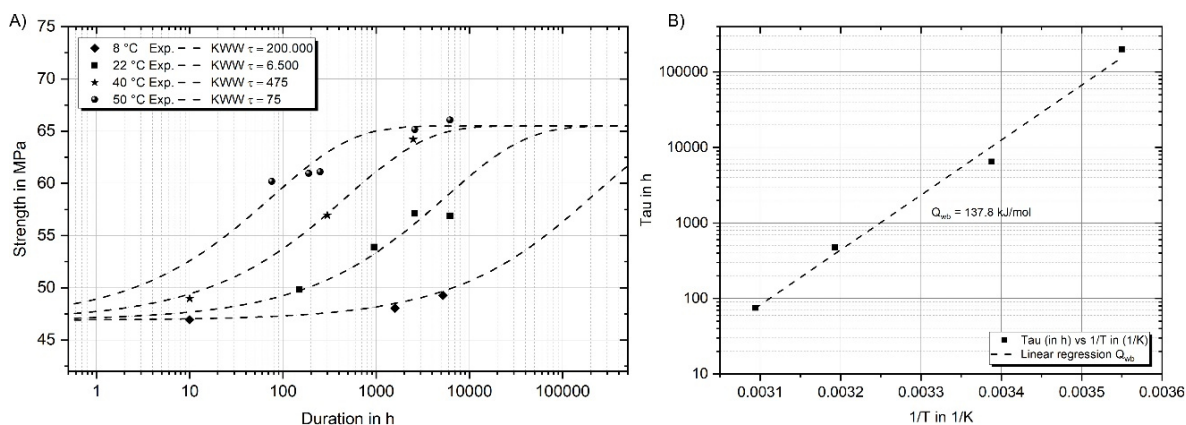 A)
75
70
65
60
55
50
45
Strength in MPa
8 °C Exp. KWW τ = 200.000
22 °C Exp. KWW τ = 6.500
40 °C Exp. KWW τ = 475
50 °C Exp. KWW τ = 75
1 10 100 1000 10000 100000
Duration in h
B)
100000
10000
1000
100
10
Tau in h
Qwb = 137.8 kJ/mol
Tau (in h) vs 1/T in (1/K)
Linear regression Qwb
0.0031 0.0032 0.0033 0.0034 0.0035 0.0036
1/T in 1/K